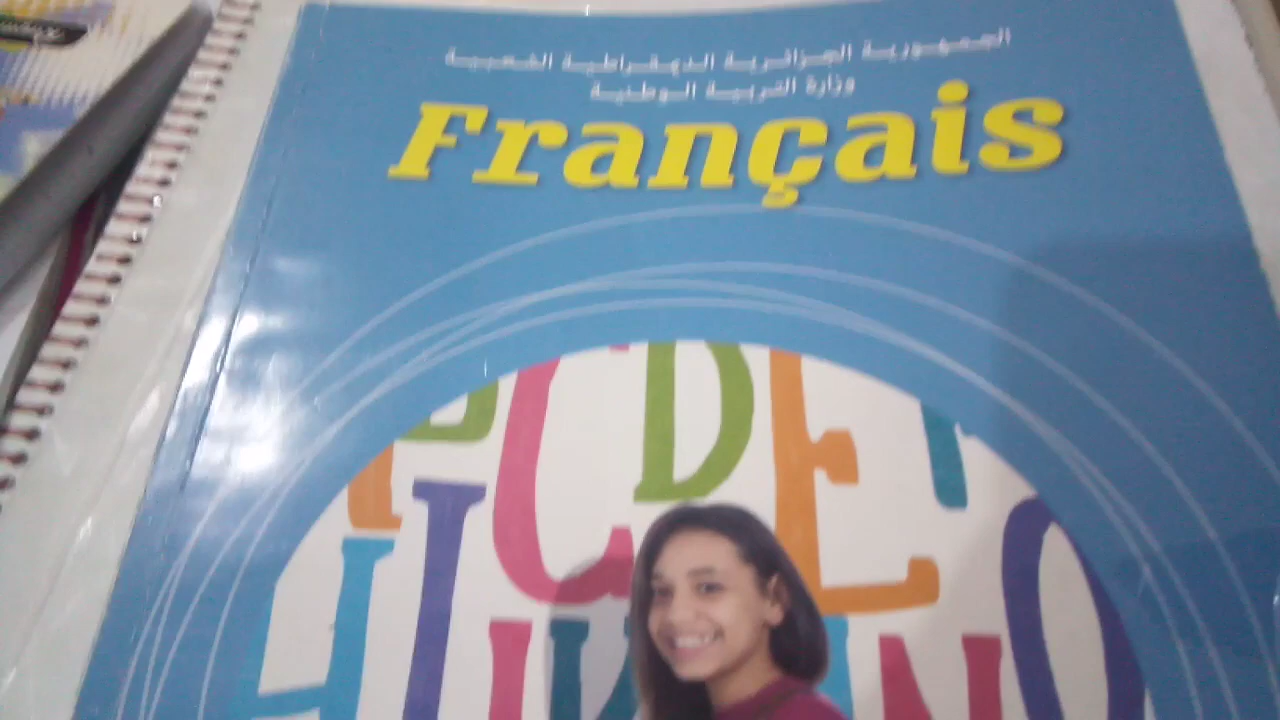 الجمهورية الجزائرية الديمقراطية الشعبية
وزارة التربية الوطنية
Français
C D E
H I
N O